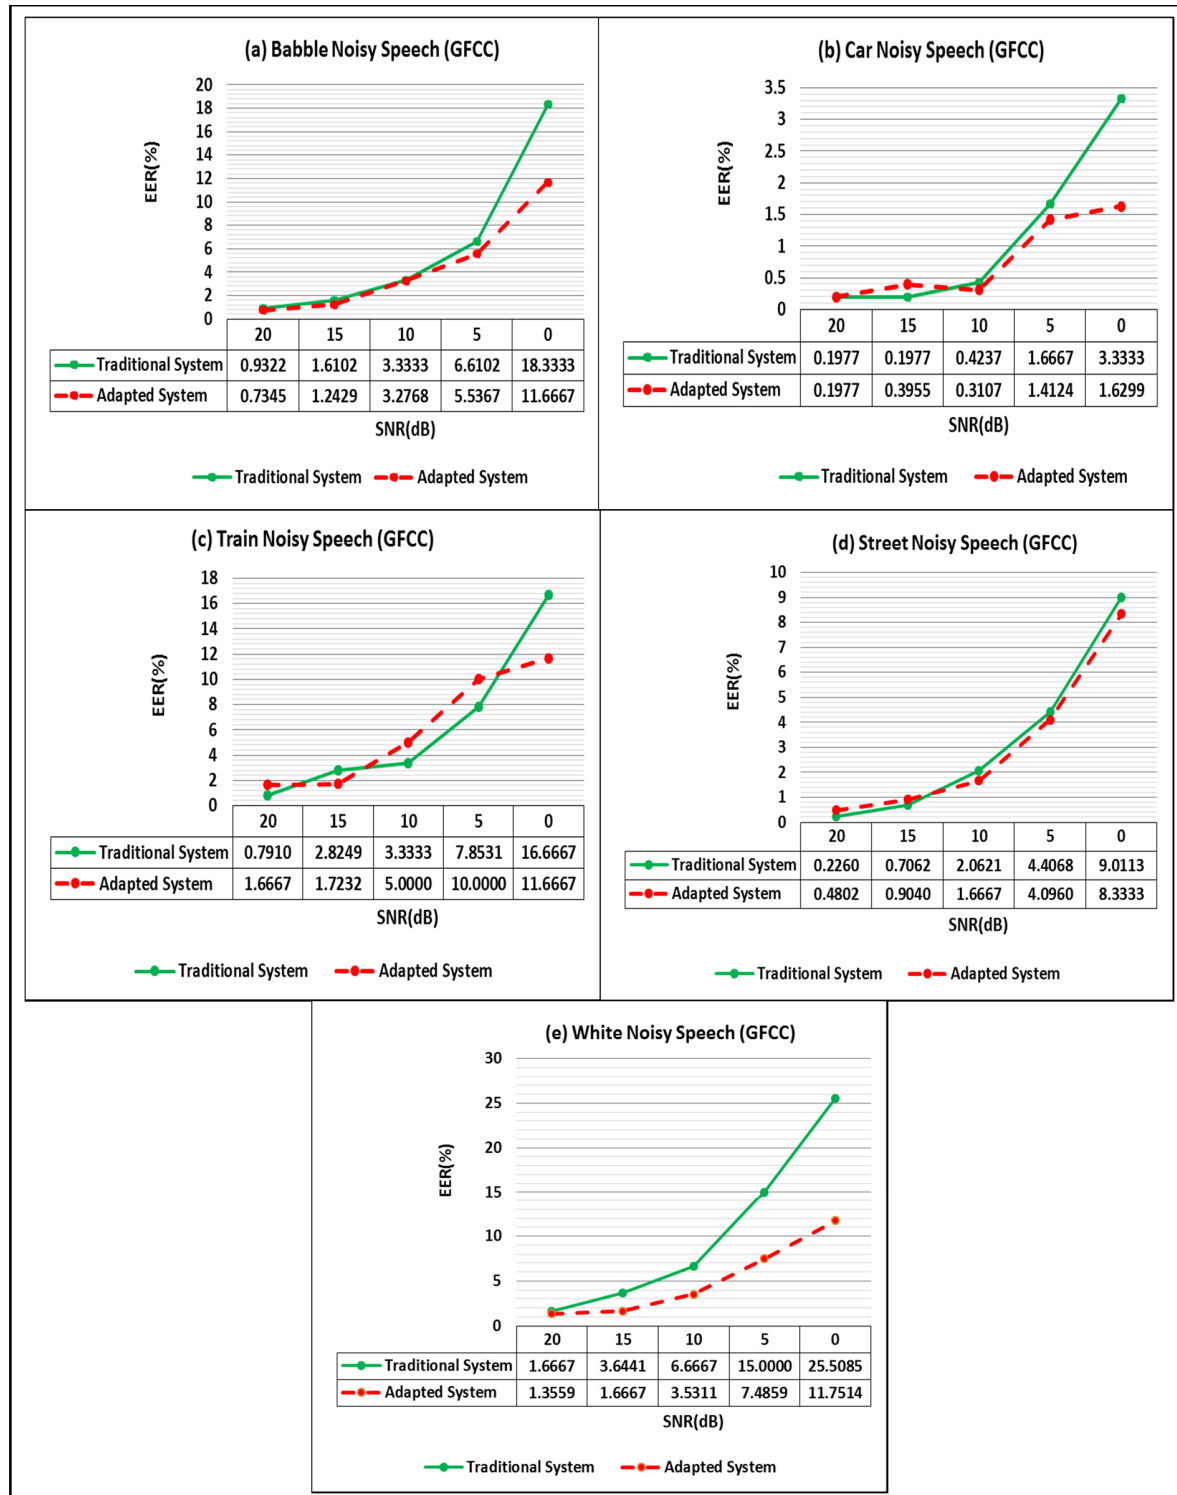 (a) Babble Noisy Speech (GFCC)
EER(%)
20
18
16
14
12
10
8
6
4
2
0
20 15 10 5 0
Traditional System 0.9322 1.6102 3.3333 6.6102 18.3333
Adapted System 0.7345 1.2429 3.2768 5.5367 11.6667
SNR(dB)
Traditional System Adapted System
(b) Car Noisy Speech (GFCC)
EER(%)
3.5
3
2.5
2
1.5
1
0.5
0
20 15 10 5 0
Traditional System 0.1977 0.1977 0.4237 1.6667 3.3333
Adapted System 0.1977 0.3955 0.3107 1.4124 1.6299
SNR(dB)
Traditional System Adapted System
(c) Train Noisy Speech (GFCC)
EER(%)
18
16
14
12
10
8
6
4
2
0
20 15 10 5 0
Traditional System 0.7910 2.8249 3.3333 7.8531 16.6667
Adapted System 1.6667 1.7232 5.0000 10.0000 11.6667
SNR(dB)
Traditional System Adapted System
(d) Street Noisy Speech (GFCC)
EER(%)
10
9
8
7
6
5
4
3
2
1
0
20 15 10 5 0
Traditional System 0.2260 0.7062 2.0621 4.4068 9.0113
Adapted System 0.4802 0.9040 1.6667 4.0960 8.3333
SNR(dB)
Traditional System Adapted System
(e) White Noisy Speech (GFCC)
EER(%)
30
25
20
15
10
5
0
20 15 10 5 0
Traditional System 1.6667 3.6441 6.6667 15.0000 25.5085
Adapted System 1.3559 1.6667 3.5311 7.4859 11.7514
SNR(dB)
Traditional System Adapted System